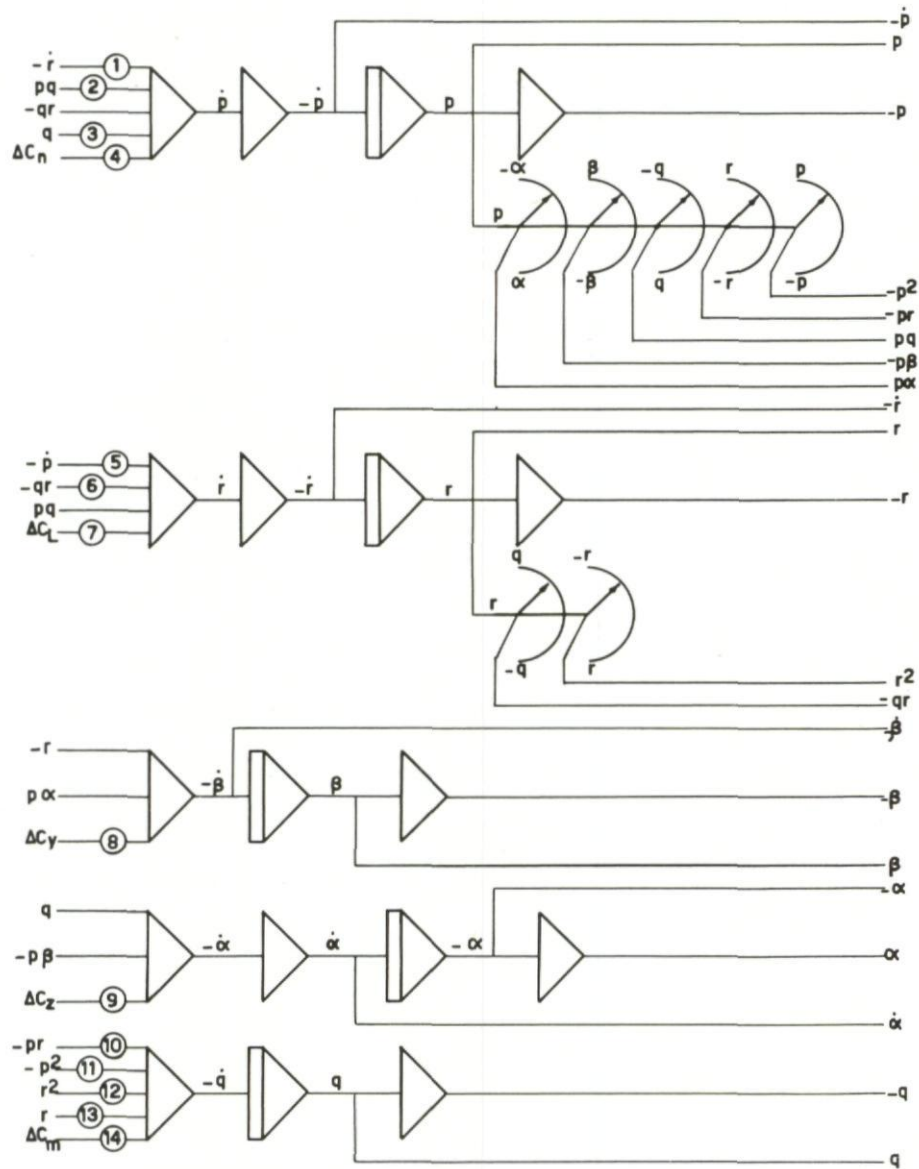 -ṗ
p
-ṙ ①
pq ②
-qr
q ③
ΔCn ④
ṗ -ṗ p -p
-α β -q r p
p
α -β q -r -p
-p²
-pr
pq
-pβ
pα
-ṙ
r
-ṗ ⑤
-qr ⑥
pq
ΔCL ⑦
ṙ -ṙ r -r
q -r
r
-q r
r²
-qr
-β̇
-r
pα
ΔCy ⑧
-β̇ β -β
β
-α
q
-pβ
ΔCz ⑨
-α̇ α̇ -α α
α̇
-pr ⑩
-p² ⑪
r² ⑫
r ⑬
ΔCm ⑭
-q̇ q -q
q